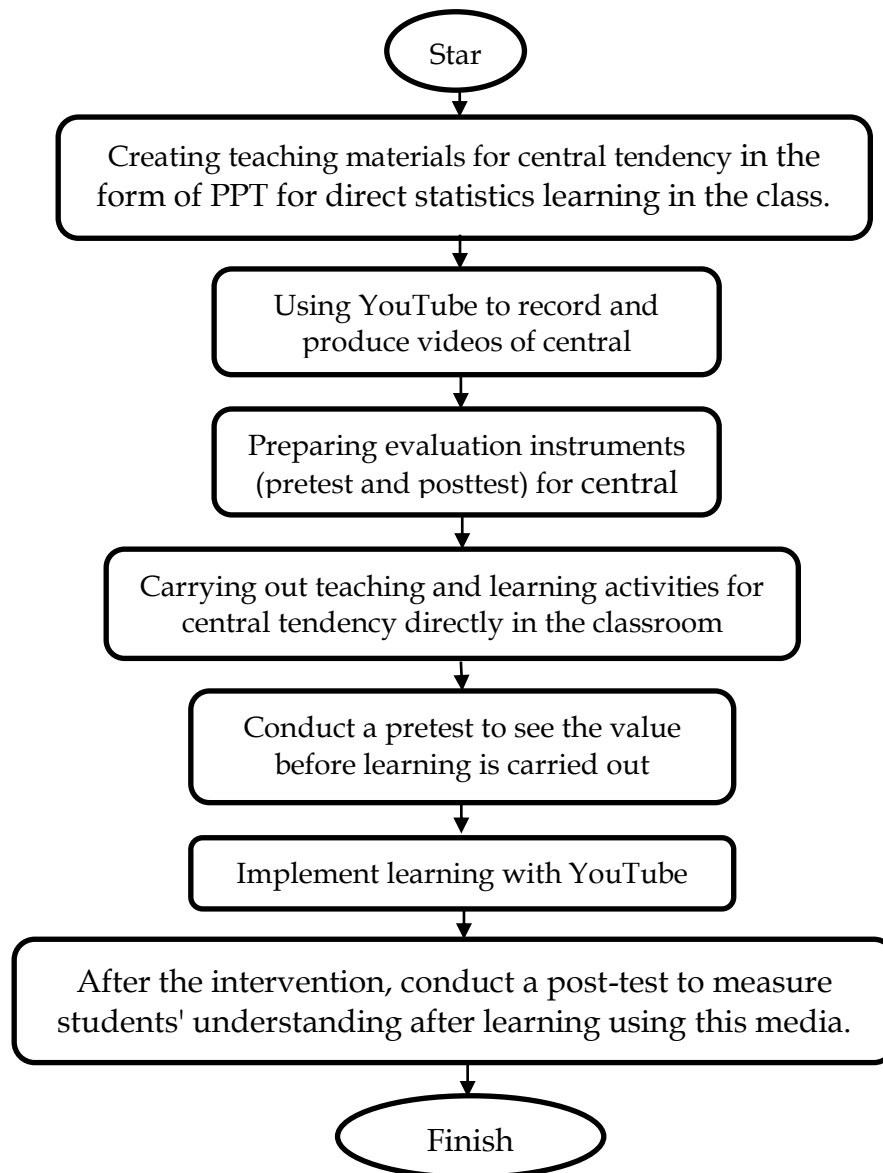 Star
Creating teaching materials for central tendency in the
form of PPT for direct statistics learning in the class.
Using YouTube to record and
produce videos of central
Preparing evaluation instruments
(pretest and posttest) for central
Carrying out teaching and learning activities for
central tendency directly in the classroom
Conduct a pretest to see the value
before learning is carried out
Implement learning with YouTube
After the intervention, conduct a post-test to measure
students' understanding after learning using this media.
Finish